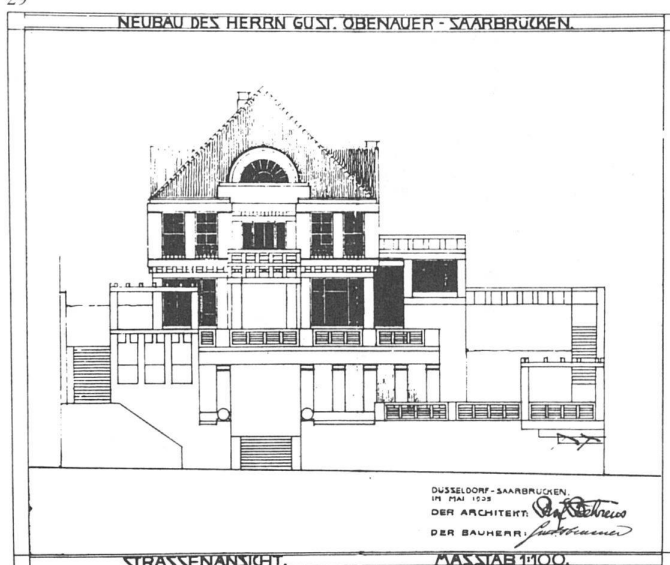 29
NEUBAU DES HERRN GUST. OBENAUER - SAARBRÜCKEN.
DÜSSELDORF - SAARBRÜCKEN.
IM MAI 1905
DER ARCHITEKT:
DER BAUHERR:
STRASSENANSICHT. MASSTAB 1:100.